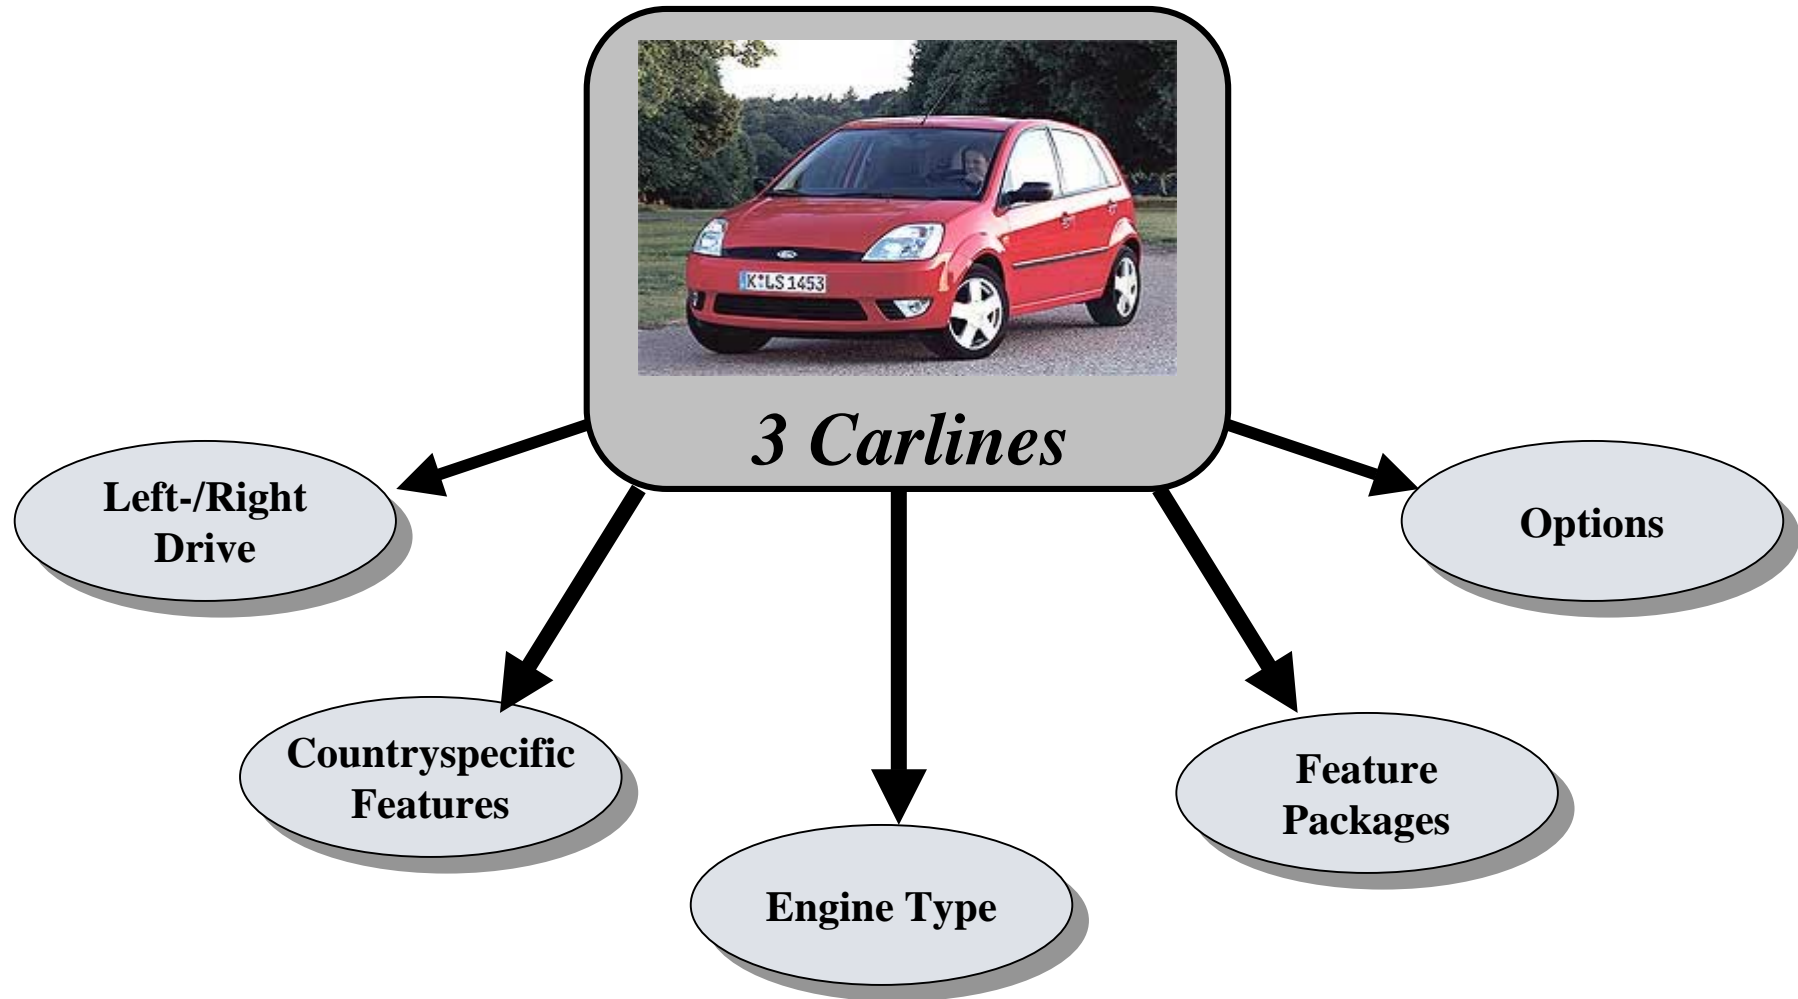 K LS 1453
3 Carlines
Left-/Right
Drive
Options
Countryspecific
Features
Feature
Packages
Engine Type